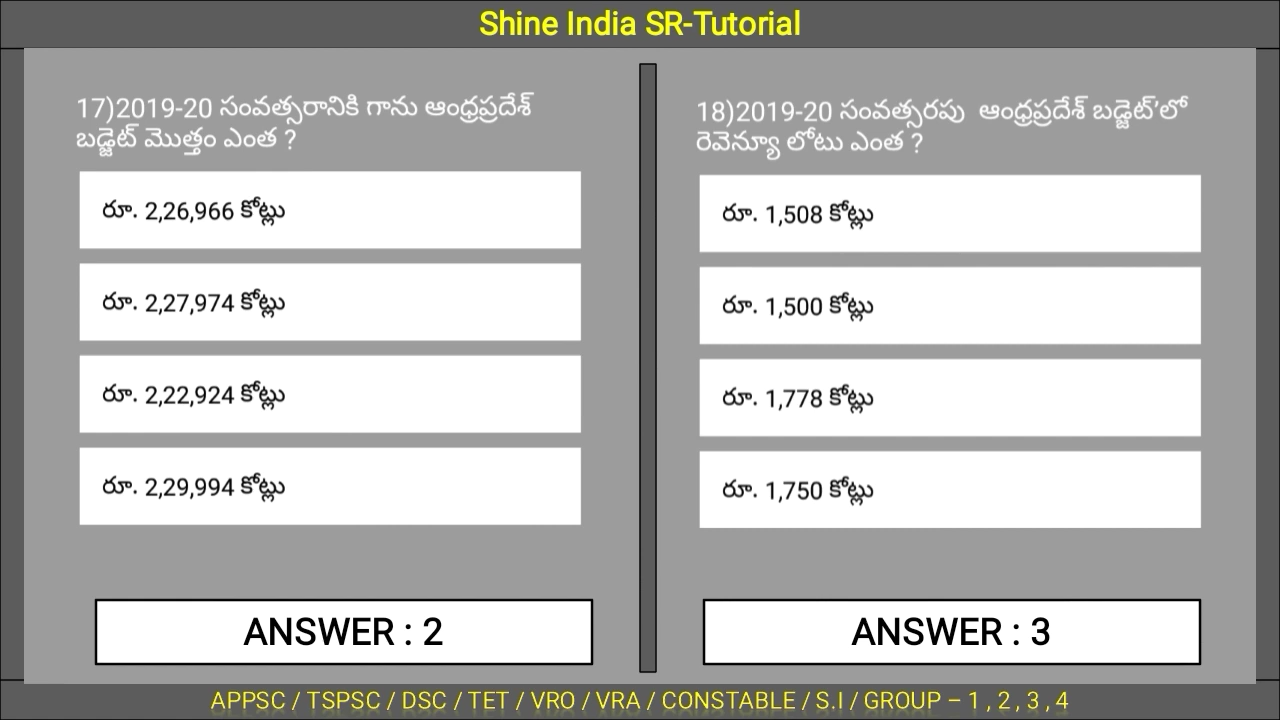 Shine India SR-Tutorial
17)2019-20 సంవత్సరానికి గాను ఆంధ్రప్రదేశ్
బడ్జెట్ మొత్తం ఎంత ?
రూ. 2,26,966 కోట్లు
రూ. 2,27,974 కోట్లు
రూ. 2,22,924 కోట్లు
రూ. 2,29,994 కోట్లు
ANSWER : 2
18)2019-20 సంవత్సరపు ఆంధ్రప్రదేశ్ బడ్జెట్'లో
రెవెన్యూ లోటు ఎంత ?
రూ. 1,508 కోట్లు
రూ. 1,500 కోట్లు
రూ. 1,778 కోట్లు
రూ. 1,750 కోట్లు
ANSWER : 3
APPSC / TSPSC / DSC / TET / VRO / VRA / CONSTABLE / S.I / GROUP – 1 , 2 , 3 , 4